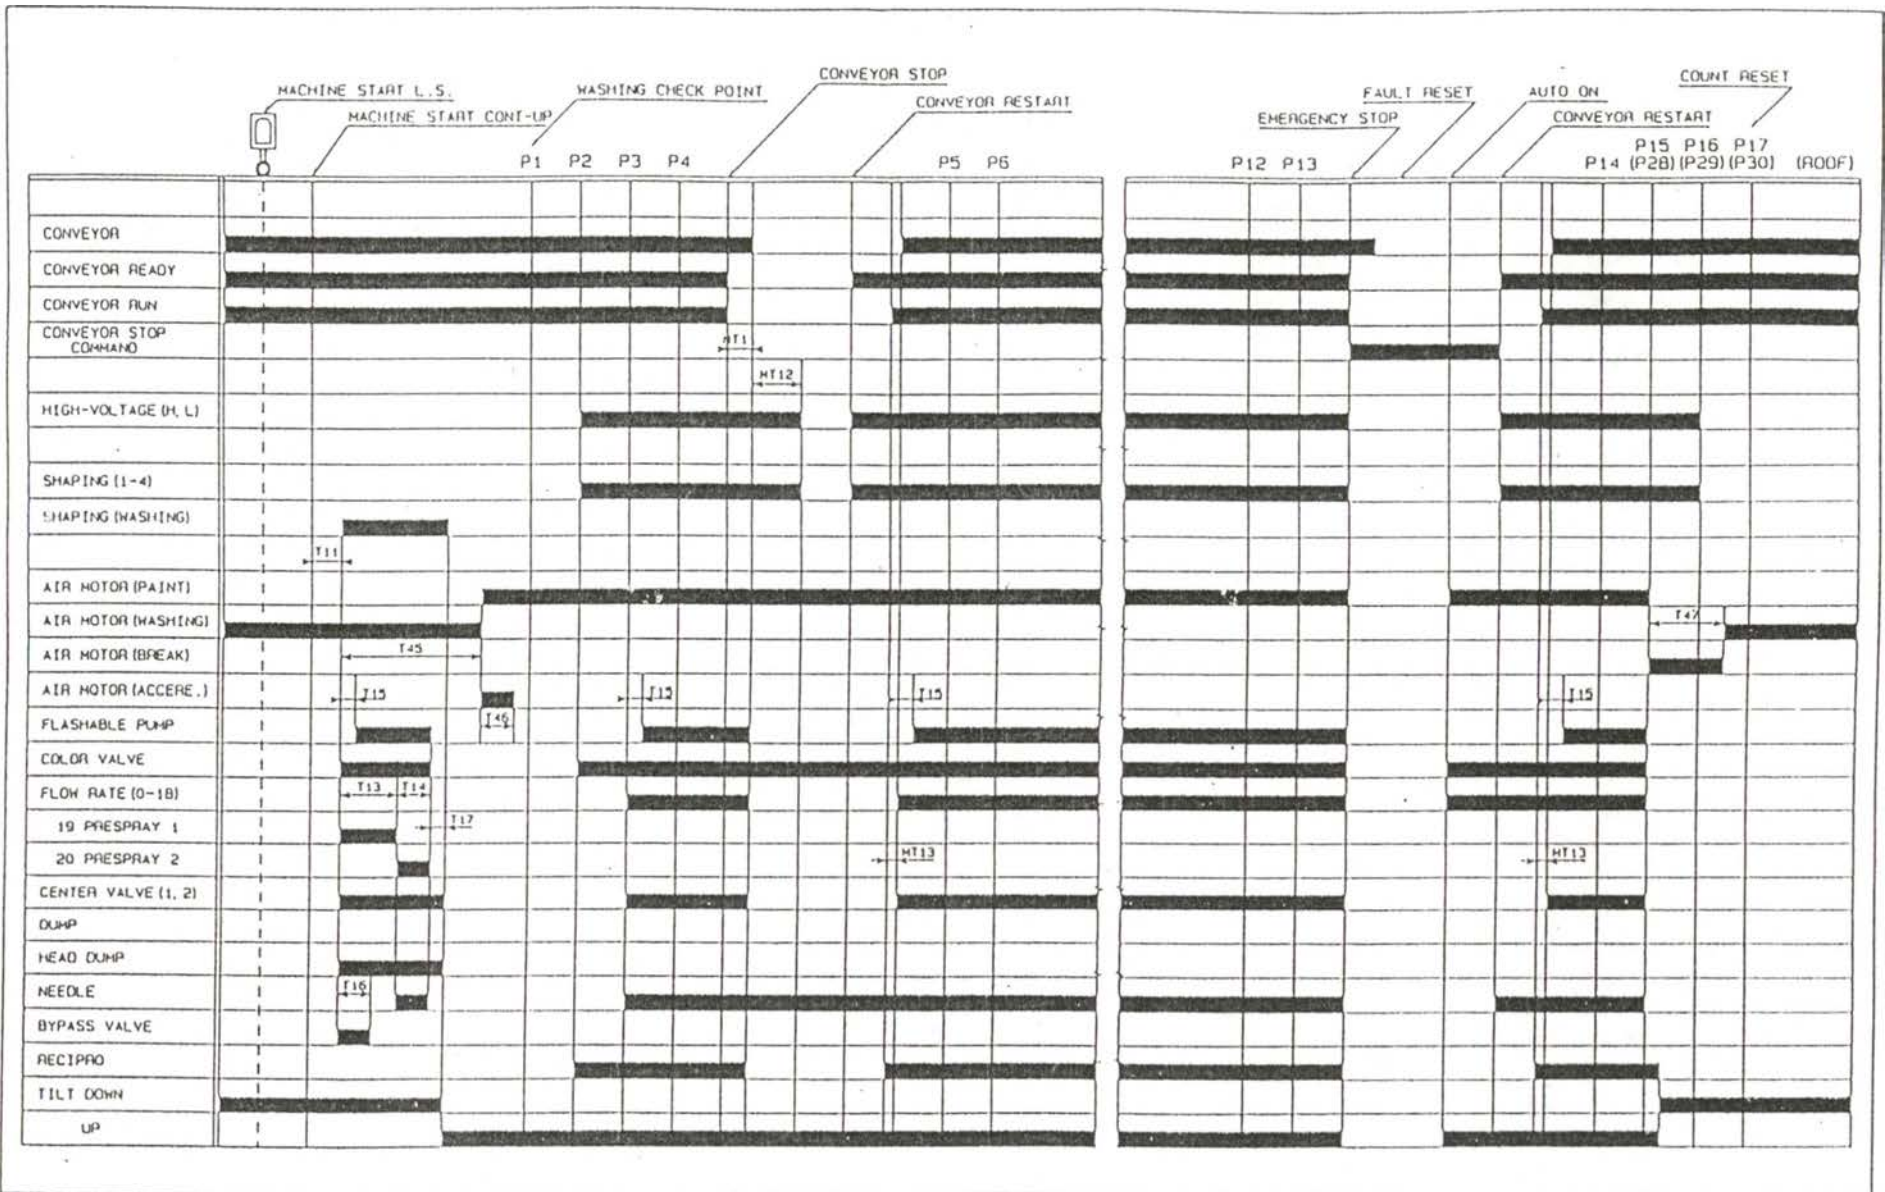 CONVEYOR STOP
COUNT RESET
MACHINE START L.S.
WASHING CHECK POINT
CONVEYOR RESTART
FAULT RESET
AUTO ON
MACHINE START CONT-UP
EMERGENCY STOP
CONVEYOR RESTART
P1 P2 P3 P4 P5 P6 P12 P13 P14
P15 P16 P17
(P28) (P29) (P30) (ROOF)
CONVEYOR
CONVEYOR READY
CONVEYOR RUN
CONVEYOR STOP
COMMAND
HT1
HT12
HIGH-VOLTAGE (H, L)
SHAPING (1-4)
SHAPING (WASHING)
T11
AIR MOTOR (PAINT)
AIR MOTOR (WASHING)
T47
AIR MOTOR (BREAK)
T45
AIR MOTOR (ACCERE.)
T15 T15 T15 T15
FLASHABLE PUMP
T46
COLOR VALVE
FLOW RATE (0-18)
T13 T14
19 PRESPRAY 1
T17
20 PRESPRAY 2
HT13 HT13
CENTER VALVE (1, 2)
DUMP
HEAD DUMP
NEEDLE
T16
BYPASS VALVE
RECIPRO
TILT DOWN
UP